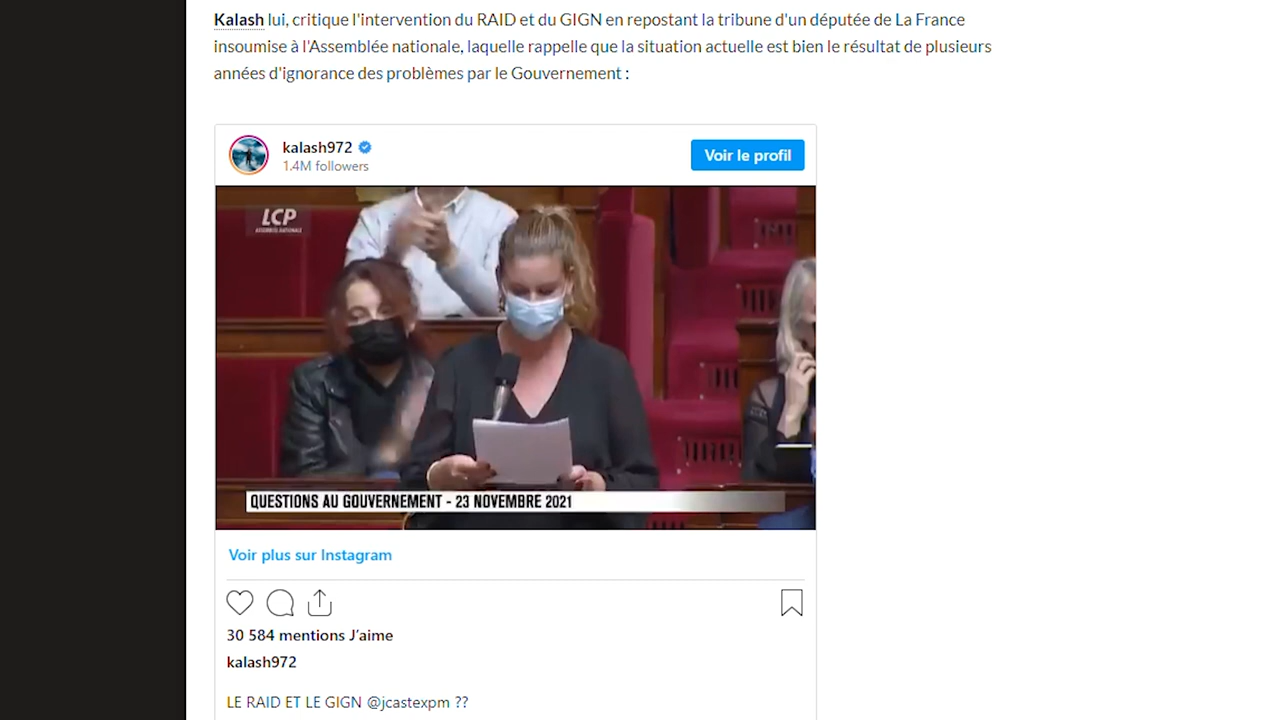 Kalash lui, critique l'intervention du RAID et du GIGN en repostant la tribune d'un députée de La France
insoumise à l'Assemblée nationale, laquelle rappelle que la situation actuelle est bien le résultat de plusieurs
années d'ignorance des problèmes par le Gouvernement :
kalash972
1.4M followers
Voir le profil
LCP
ASSEMBLÉE NATIONALE
QUESTIONS AU GOUVERNEMENT - 23 NOVEMBRE 2021
Voir plus sur Instagram
30 584 mentions J’aime
kalash972
LE RAID ET LE GIGN @jcastexpm ??